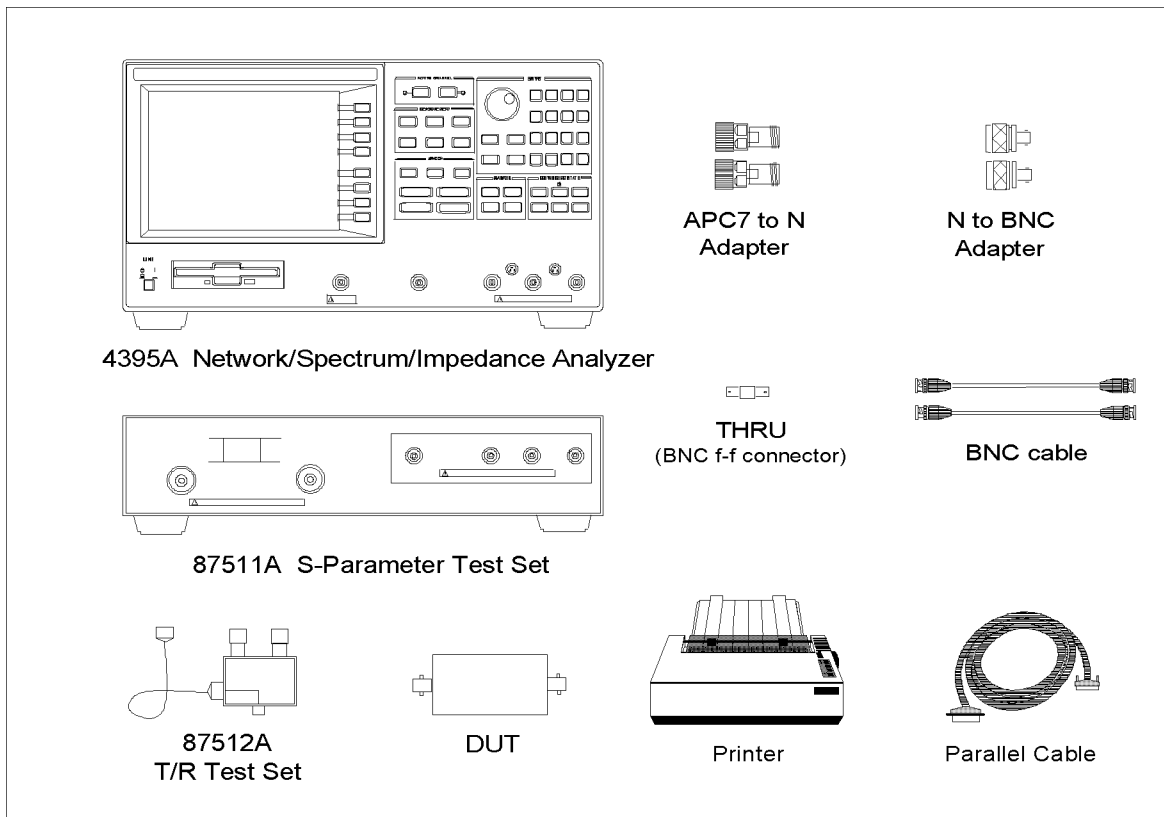 APC7 to N
Adapter
N to BNC
Adapter
4395A Network/Spectrum/Impedance Analyzer
THRU
(BNC f-f connector)
BNC cable
87511A S-Parameter Test Set
87512A
T/R Test Set
DUT
Printer
Parallel Cable